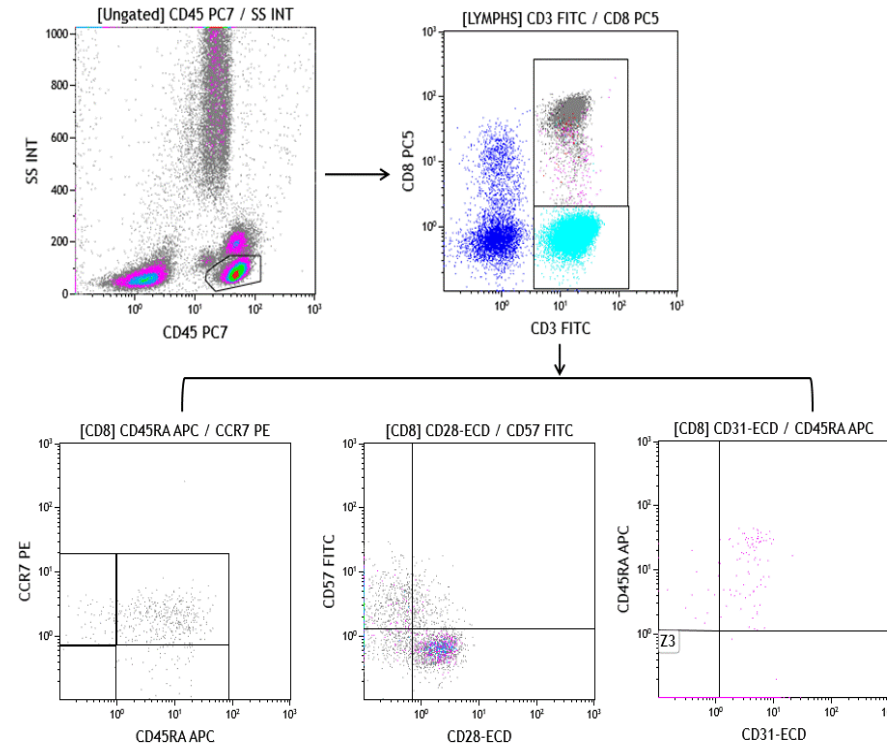 [Ungated] CD45 PC7 / SS INT
SS INT
1000
800
600
400
200
0
10⁰
10¹
10²
10³
CD45 PC7
[LYMPHS] CD3 FITC / CD8 PC5
CD8 PC5
10³
10²
10¹
10⁰
10⁰
10¹
10²
10³
CD3 FITC
[CD8] CD45RA APC / CCR7 PE
CCR7 PE
10³
10²
10¹
10⁰
10⁰
10¹
10²
10³
CD45RA APC
[CD8] CD28-ECD / CD57 FITC
CD57 FITC
10³
10²
10¹
10⁰
10⁰
10¹
10²
10³
CD28-ECD
[CD8] CD31-ECD / CD45RA APC
CD45RA APC
10³
10²
10¹
10⁰
Z3
10⁰
10¹
10²
CD31-ECD